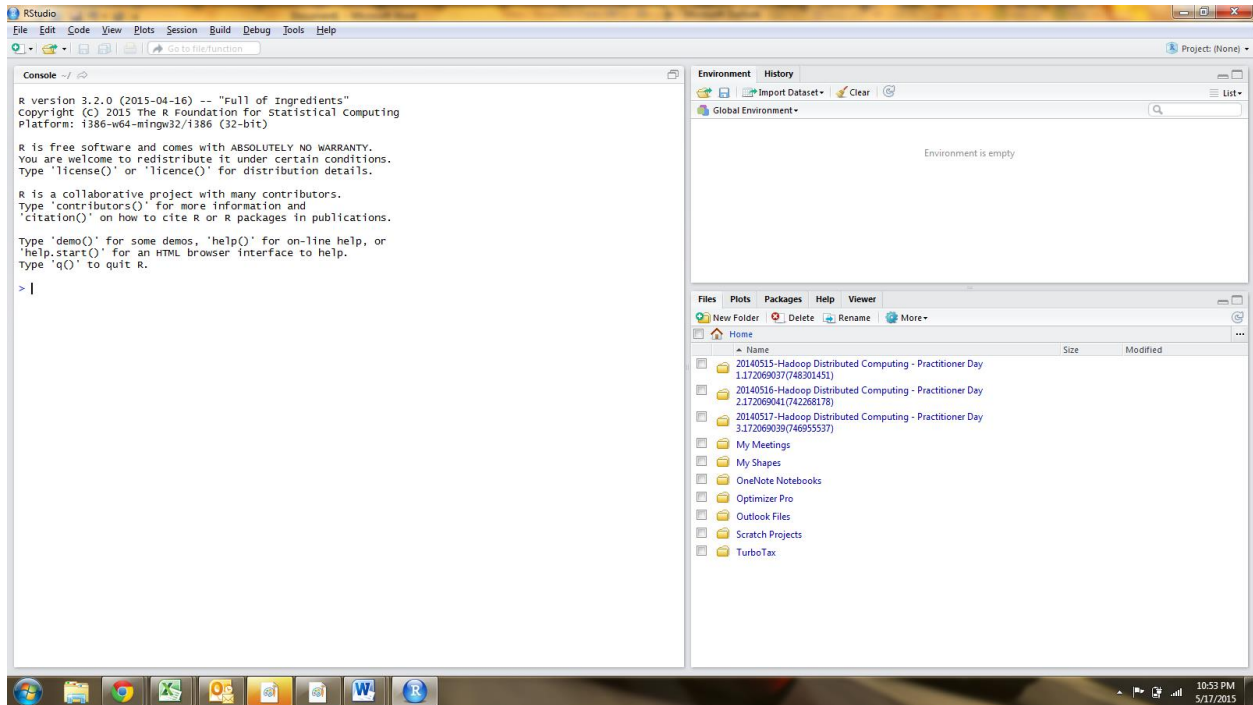 RStudio
File Edit Code View Plots Session Build Debug Tools Help
Go to file/function
Project: (None)
Console ~/
R version 3.2.0 (2015-04-16) -- "Full of Ingredients"
Copyright (C) 2015 The R Foundation for Statistical Computing
Platform: i386-w64-mingw32/i386 (32-bit)
R is free software and comes with ABSOLUTELY NO WARRANTY.
You are welcome to redistribute it under certain conditions.
Type 'license()' or 'licence()' for distribution details.
R is a collaborative project with many contributors.
Type 'contributors()' for more information and
'citation()' on how to cite R or R packages in publications.
Type 'demo()' for some demos, 'help()' for on-line help, or
'help.start()' for an HTML browser interface to help.
Type 'q()' to quit R.
>
Environment History
Import Dataset Clear List
Global Environment
Environment is empty
Files Plots Packages Help Viewer
New Folder Delete Rename More
Home ...
Name Size Modified
20140515-Hadoop Distributed Computing - Practitioner Day
1.172069037(748301451)
20140516-Hadoop Distributed Computing - Practitioner Day
2.172069041(742268178)
20140517-Hadoop Distributed Computing - Practitioner Day
3.172069039(746955537)
My Meetings
My Shapes
OneNote Notebooks
Optimizer Pro
Outlook Files
Scratch Projects
TurboTax
10:53 PM
5/17/2015